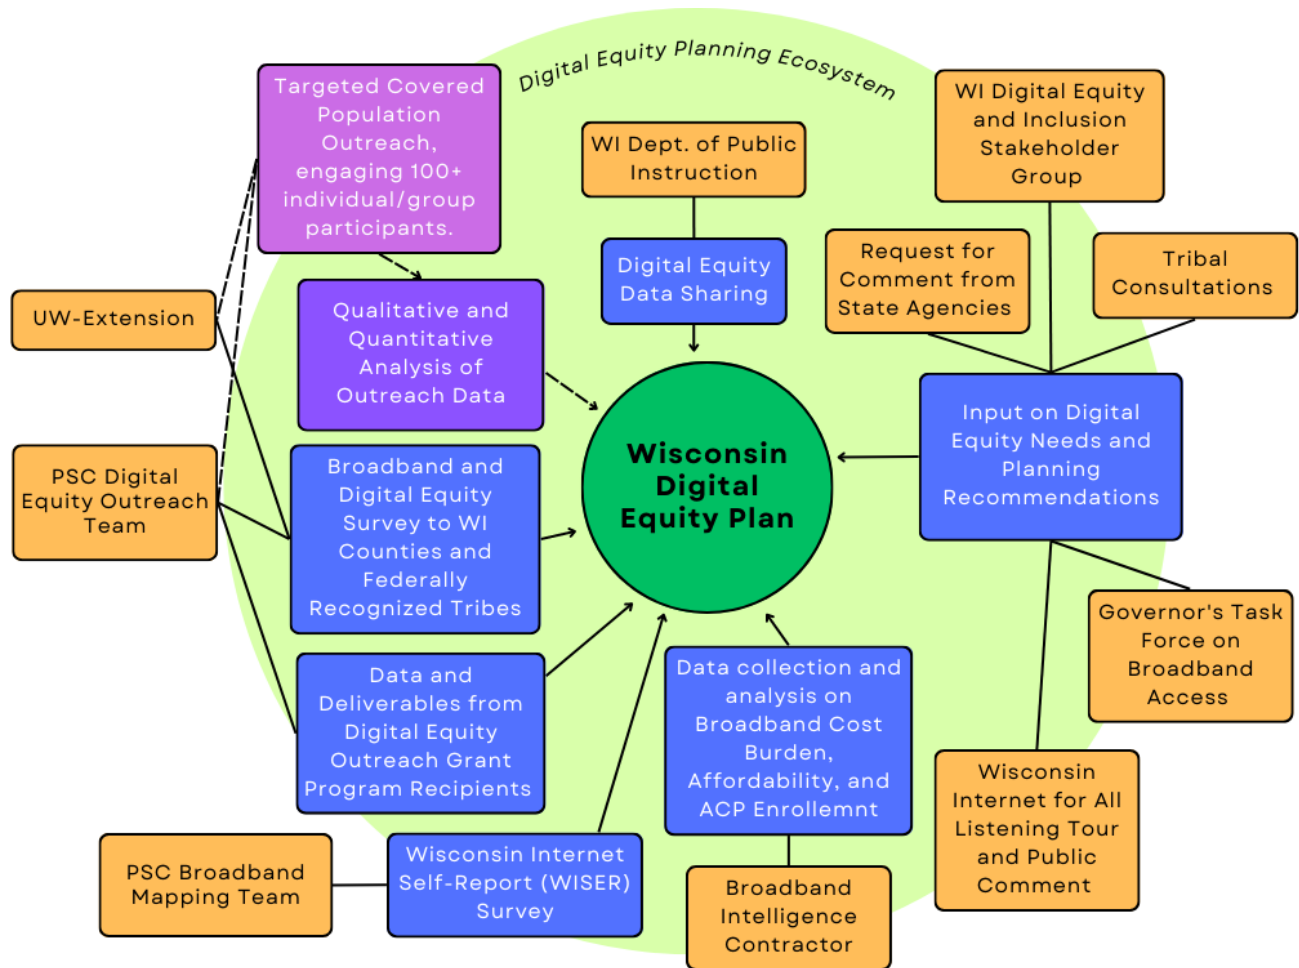 Digital Equity Planning Ecosystem
Targeted Covered
Population
Outreach,
engaging 100+
individual/group
participants.
WI Dept. of Public
Instruction
WI Digital Equity
and Inclusion
Stakeholder
Group
Request for
Comment from
State Agencies
Tribal
Consultations
Digital Equity
Data Sharing
UW-Extension
Qualitative and
Quantitative
Analysis of
Outreach Data
Wisconsin
Digital
Equity Plan
Input on Digital
Equity Needs and
Planning
Recommendations
PSC Digital
Equity Outreach
Team
Broadband and
Digital Equity
Survey to WI
Counties and
Federally
Recognized Tribes
Governor's Task
Force on
Broadband
Access
Data and
Deliverables from
Digital Equity
Outreach Grant
Program Recipients
Data collection and
analysis on
Broadband Cost
Burden,
Affordability, and
ACP Enrollemnt
Wisconsin
Internet for All
Listening Tour
and Public
Comment
PSC Broadband
Mapping Team
Wisconsin Internet
Self-Report (WISER)
Survey
Broadband
Intelligence
Contractor